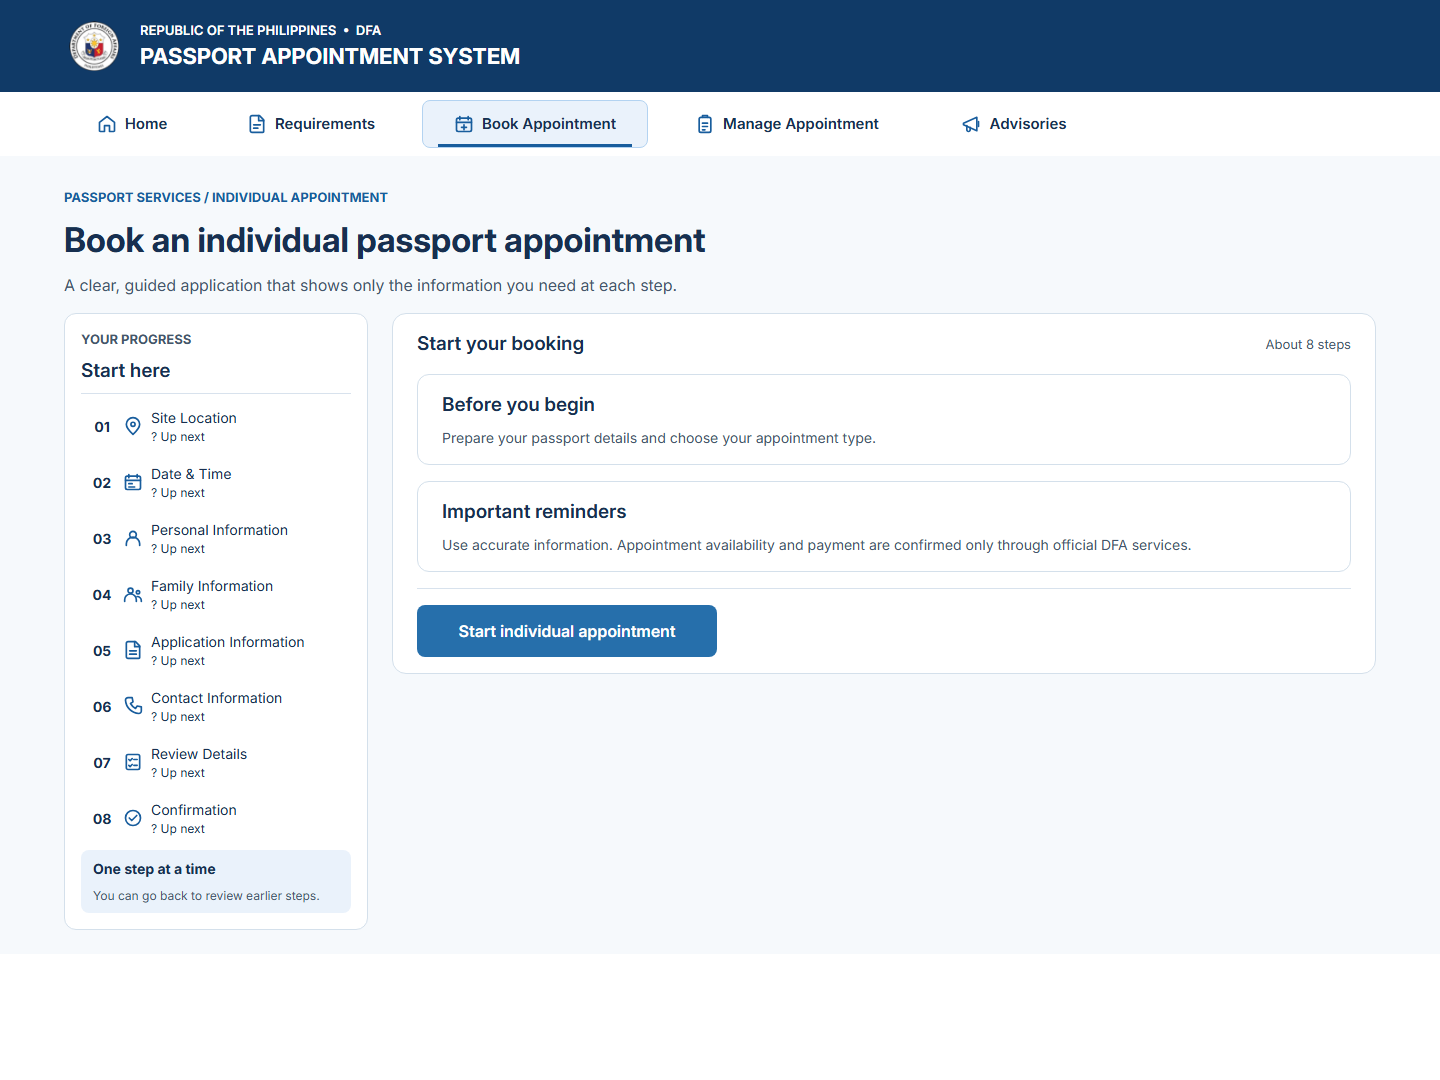 REPUBLIC OF THE PHILIPPINES • DFA
PASSPORT APPOINTMENT SYSTEM
Home
Requirements
Book Appointment
Manage Appointment
Advisories
PASSPORT SERVICES / INDIVIDUAL APPOINTMENT
Book an individual passport appointment
A clear, guided application that shows only the information you need at each step.
YOUR PROGRESS
Start here
01
Site Location
? Up next
02
Date & Time
? Up next
03
Personal Information
? Up next
04
Family Information
? Up next
05
Application Information
? Up next
06
Contact Information
? Up next
07
Review Details
? Up next
08
Confirmation
? Up next
One step at a time
You can go back to review earlier steps.
Start your booking
About 8 steps
Before you begin
Prepare your passport details and choose your appointment type.
Important reminders
Use accurate information. Appointment availability and payment are confirmed only through official DFA services.
Start individual appointment